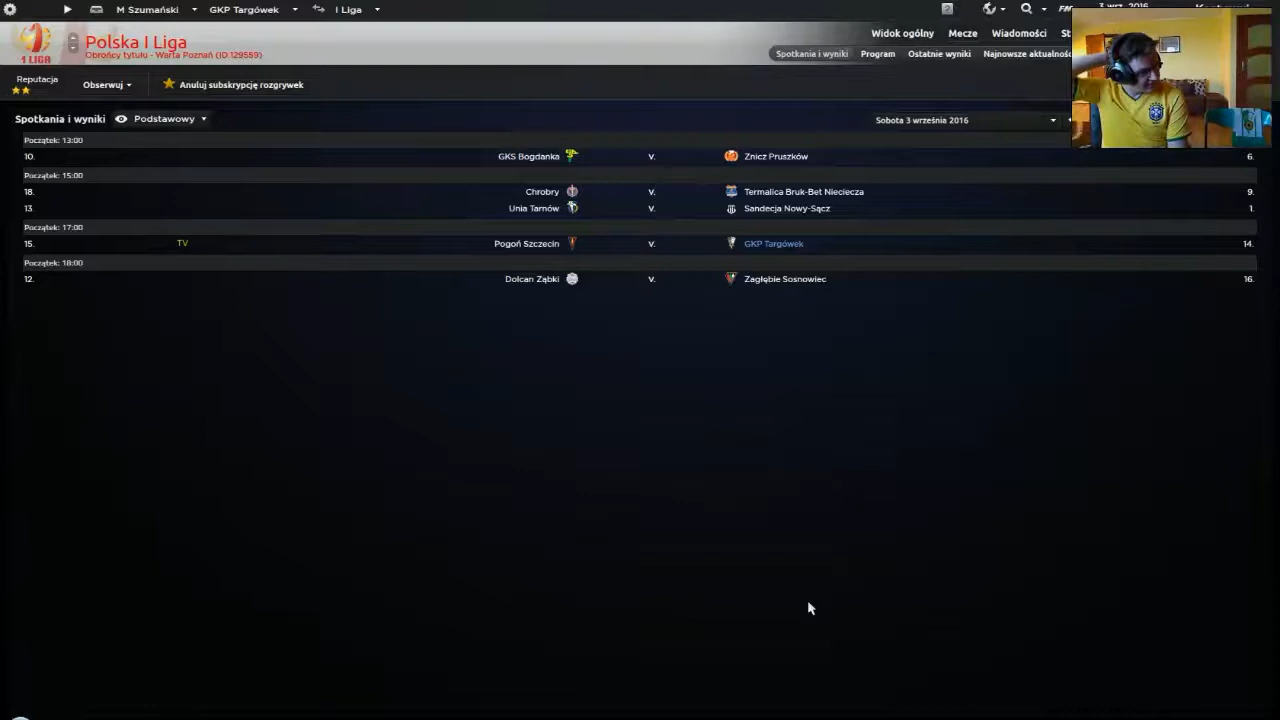 M Szumański GKP Targówek I Liga
Polska I Liga
Obrońcy tytułu - Warta Poznań (ID 129559)
1 LIGA
Widok ogólny Mecze Wiadomości
Spotkania i wyniki Program Ostatnie wyniki
Reputacja
Obserwuj Anuluj subskrypcję rozgrywek
Spotkania i wyniki Podstawowy Sobota 3 września 2016
Początek: 13:00
10. GKS Bogdanka v. Znicz Pruszków 6.
Początek: 15:00
18. Chrobry v. Termalica Bruk-Bet Nieciecza 9.
13. Unia Tarnów v. Sandecja Nowy-Sącz 1.
Początek: 17:00
15. TV Pogoń Szczecin v. GKP Targówek 14.
Początek: 18:00
12. Dolcan Ząbki v. Zagłębie Sosnowiec 16.